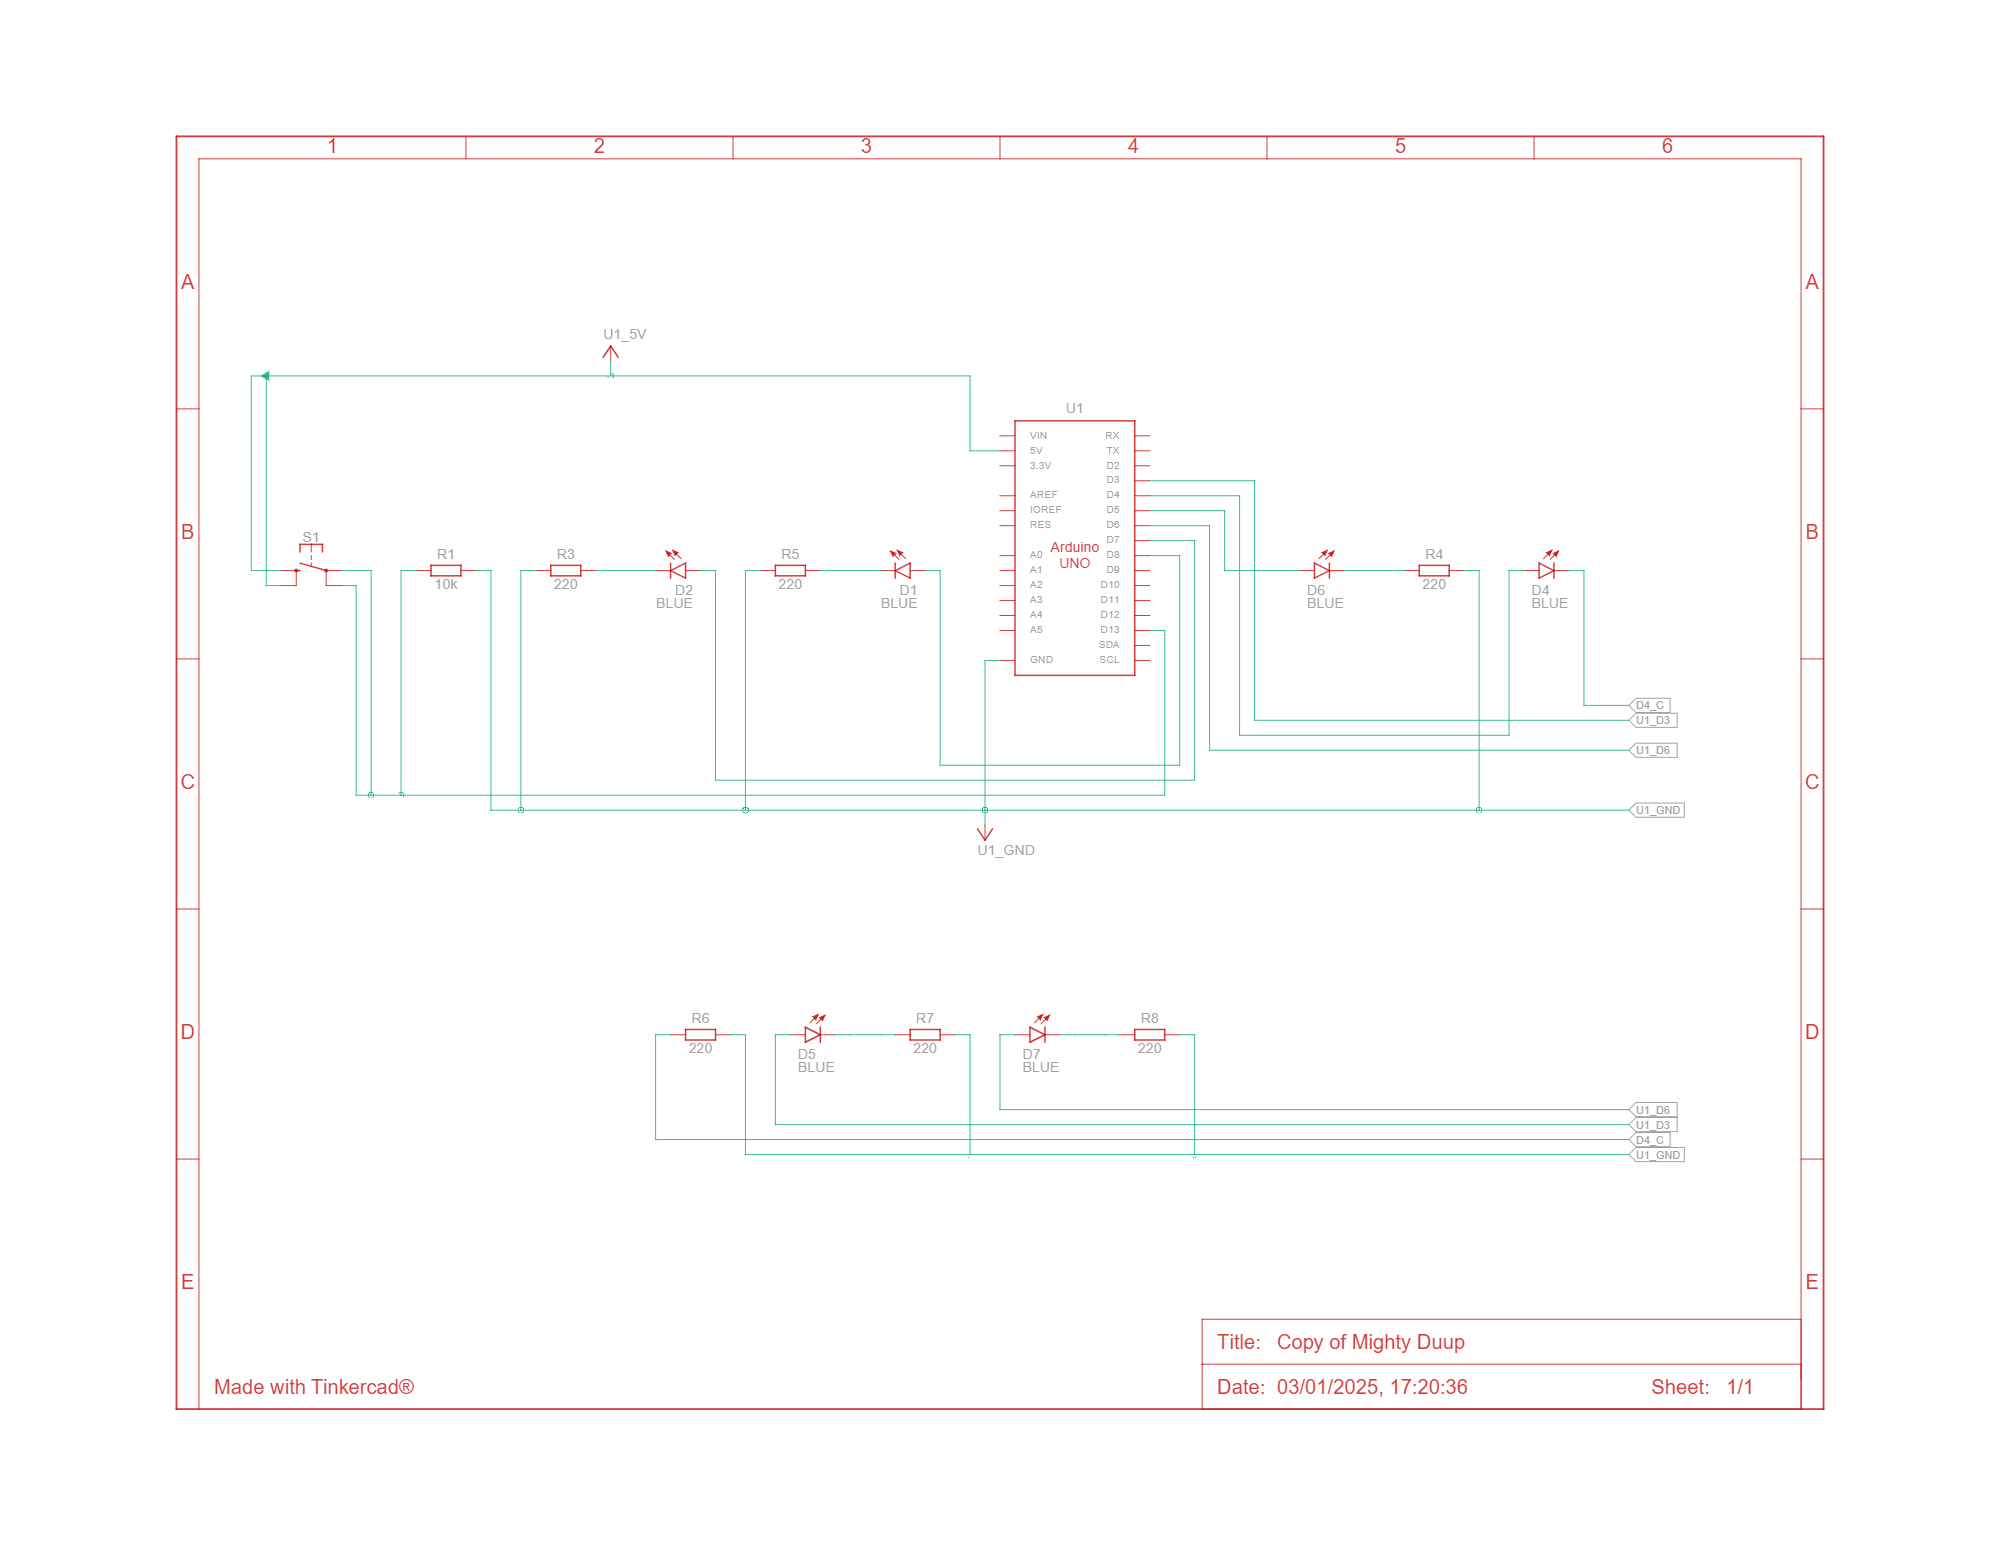 1 2 3 4 5 6
A A
U1_5V
U1
VIN RX
5V TX
3.3V D2
D3
AREF D4
IOREF D5
RES D6
D7
A0 D8
A1 D9
A2 D10
A3 D11
A4 D12
A5 D13
SDA
GND SCL
Arduino
UNO
B B
S1 R1 R3 R5 R4
10k 220 220 220
D2 D1 D6 D4
BLUE BLUE BLUE BLUE
D4_C
U1_D3
U1_D6
C C
U1_GND
U1_GND
R6 R7 R8
D D
220 220 220
D5 D7
BLUE BLUE
U1_D6
U1_D3
D4_C
U1_GND
E E
Title: Copy of Mighty Duup
Made with Tinkercad®
Date: 03/01/2025, 17:20:36 Sheet: 1/1